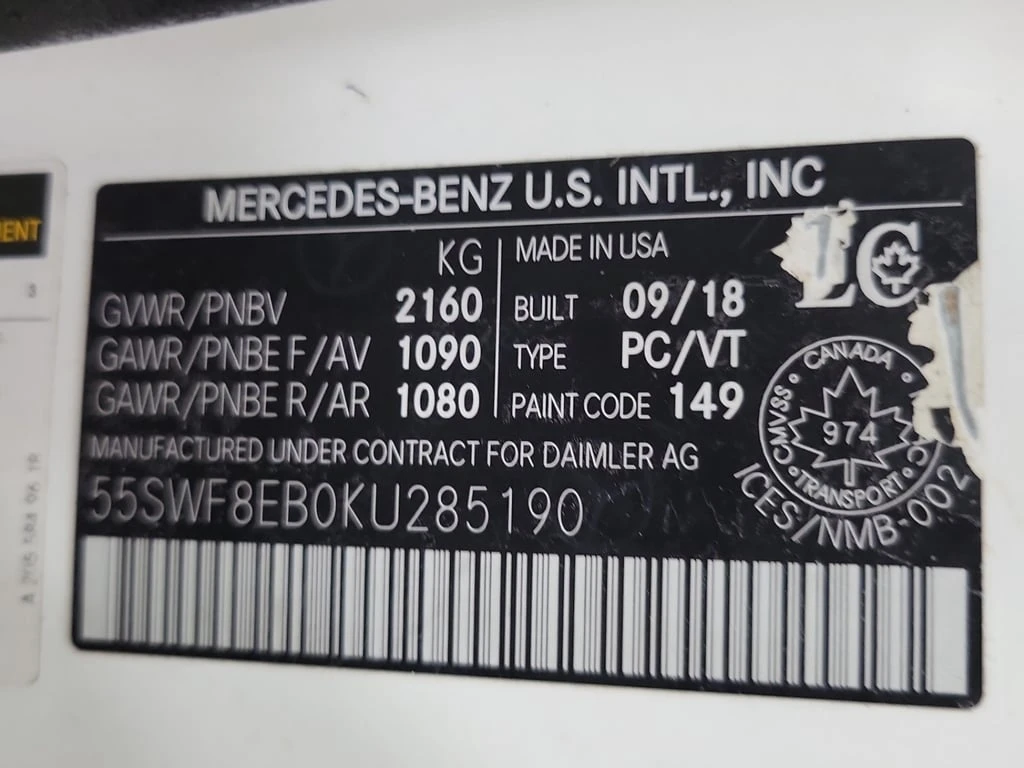 MERCEDES-BENZ U.S. INTL., INC
KG
GVWR/PNBV 2160
GAWR/PNBE F/AV 1090
GAWR/PNBE R/AR 1080
MADE IN USA
BUILT 09/18
TYPE PC/VT
PAINT CODE 149
MANUFACTURED UNDER CONTRACT FOR DAIMLER AG
55SWF8EB0KU285190
CANADA
CMVSS
974
TRANSPORT
ICES/NMB-002